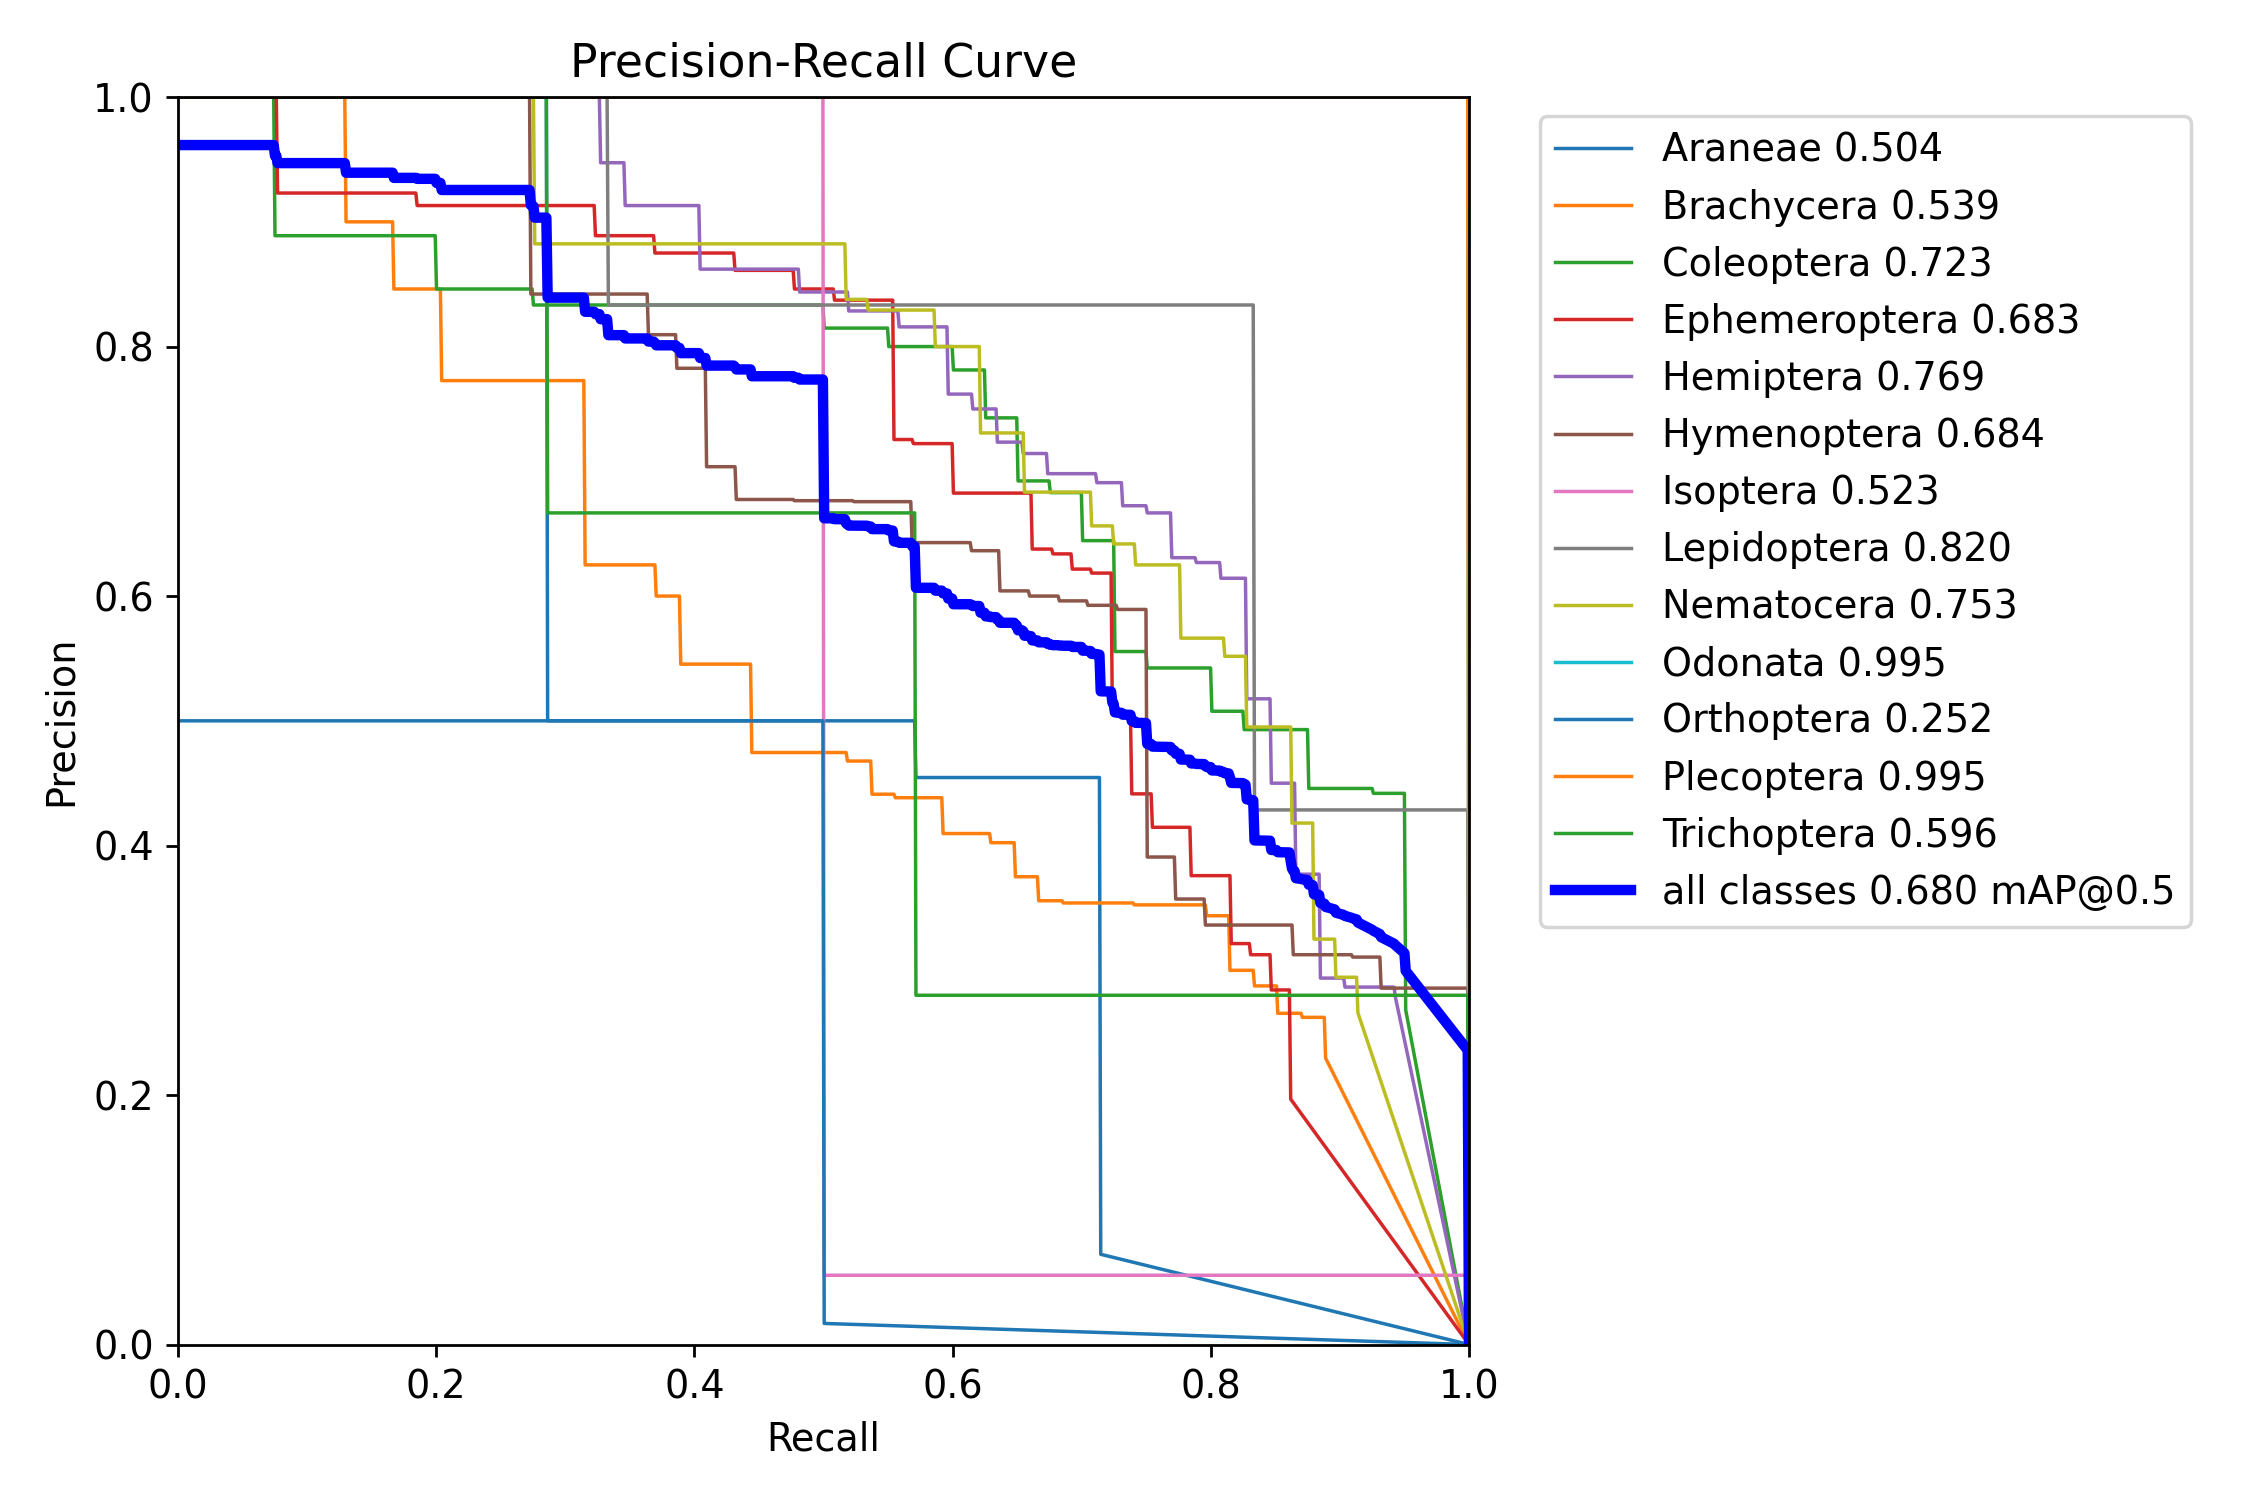 Precision-Recall Curve
1.0
0.8
0.6
0.4
0.2
0.0
Precision
0.0 0.2 0.4 0.6 0.8 1.0
Recall
Araneae 0.504
Brachycera 0.539
Coleoptera 0.723
Ephemeroptera 0.683
Hemiptera 0.769
Hymenoptera 0.684
Isoptera 0.523
Lepidoptera 0.820
Nematocera 0.753
Odonata 0.995
Orthoptera 0.252
Plecoptera 0.995
Trichoptera 0.596
all classes 0.680 mAP@0.5